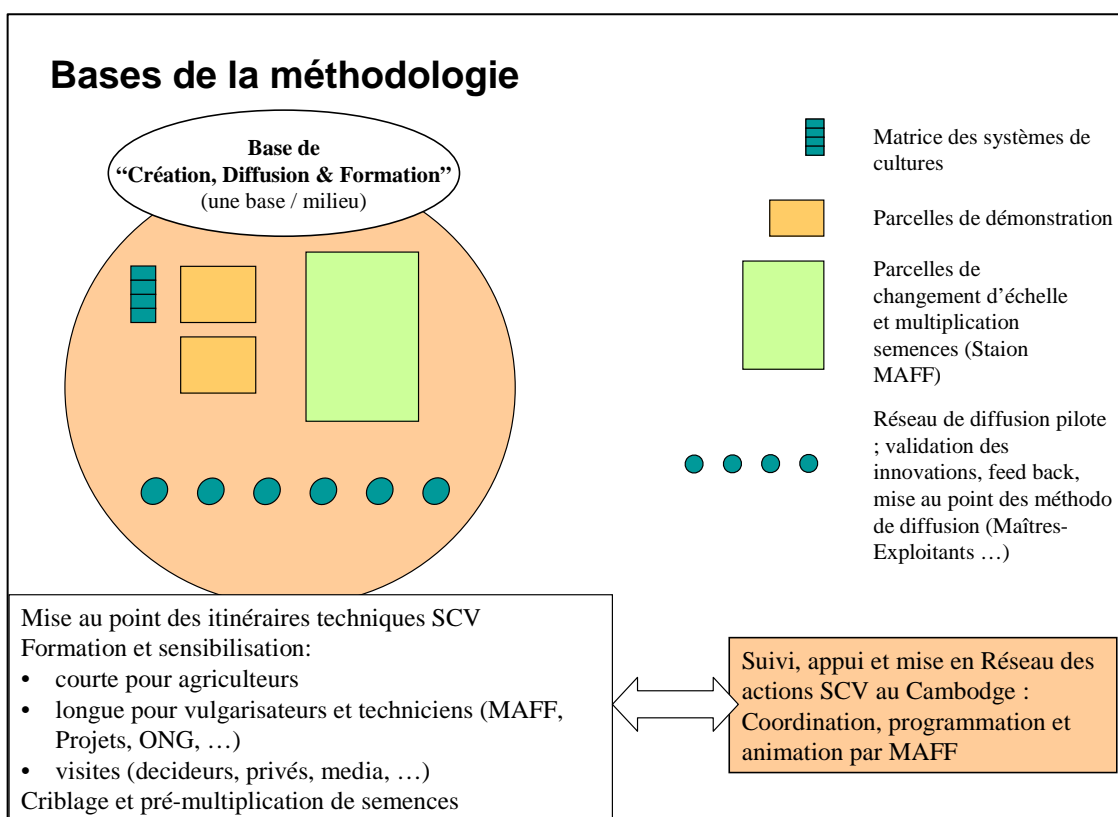 Bases de la méthodologie
Base de
“Création, Diffusion & Formation”
(une base / milieu)
Matrice des systèmes de
cultures
Parcelles de démonstration
Parcelles de
changement d’échelle
et multiplication
semences (Staion
MAFF)
Réseau de diffusion pilote
; validation des
innovations, feed back,
mise au point des méthodo
de diffusion (Maîtres-
Exploitants …)
Mise au point des itinéraires techniques SCV
Formation et sensibilisation:
• courte pour agriculteurs
• longue pour vulgarisateurs et techniciens (MAFF,
Projets, ONG, …)
• visites (decideurs, privés, media, …)
Criblage et pré-multiplication de semences
Suivi, appui et mise en Réseau des
actions SCV au Cambodge :
Coordination, programmation et
animation par MAFF